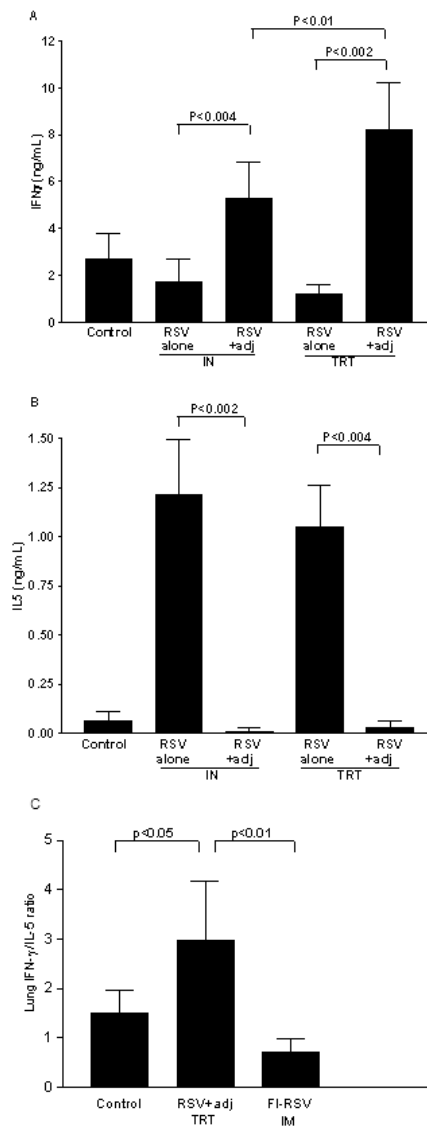 A
P<0.01
P<0.002
P<0.004
12
10
8
6
4
2
0
IFNγ (ng/mL)
Control RSV RSV RSV RSV
alone +adj alone +adj
IN TRT
B
P<0.002
P<0.004
1.50
1.25
1.00
0.75
0.50
0.25
0.00
IL5 (ng/mL)
Control RSV RSV RSV RSV
alone +adj alone +adj
IN TRT
C
p<0.05 p<0.01
5
4
3
2
1
0
Lung IFN-γ/IL-5 ratio
Control RSV+adj FI-RSV
TRT IM